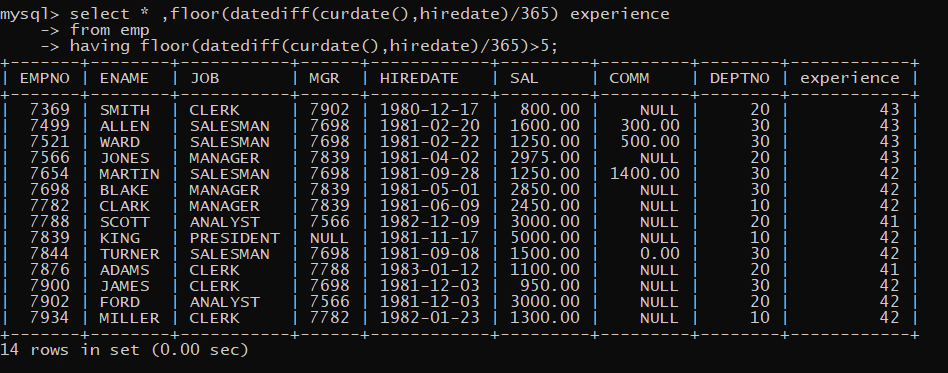 mysql> select * ,floor(datediff(curdate(),hiredate)/365) experience
    -> from emp
    -> having floor(datediff(curdate(),hiredate)/365)>5;
+-------+--------+-----------+------+------------+---------+---------+--------+------------+
| EMPNO | ENAME  | JOB       | MGR  | HIREDATE   | SAL     | COMM    | DEPTNO | experience |
+-------+--------+-----------+------+------------+---------+---------+--------+------------+
|  7369 | SMITH  | CLERK     | 7902 | 1980-12-17 |  800.00 |    NULL |     20 |         43 |
|  7499 | ALLEN  | SALESMAN  | 7698 | 1981-02-20 | 1600.00 |  300.00 |     30 |         43 |
|  7521 | WARD   | SALESMAN  | 7698 | 1981-02-22 | 1250.00 |  500.00 |     30 |         43 |
|  7566 | JONES  | MANAGER   | 7839 | 1981-04-02 | 2975.00 |    NULL |     20 |         43 |
|  7654 | MARTIN | SALESMAN  | 7698 | 1981-09-28 | 1250.00 | 1400.00 |     30 |         42 |
|  7698 | BLAKE  | MANAGER   | 7839 | 1981-05-01 | 2850.00 |    NULL |     30 |         42 |
|  7782 | CLARK  | MANAGER   | 7839 | 1981-06-09 | 2450.00 |    NULL |     10 |         42 |
|  7788 | SCOTT  | ANALYST   | 7566 | 1982-12-09 | 3000.00 |    NULL |     20 |         41 |
|  7839 | KING   | PRESIDENT | NULL | 1981-11-17 | 5000.00 |    NULL |     10 |         42 |
|  7844 | TURNER | SALESMAN  | 7698 | 1981-09-08 | 1500.00 |    0.00 |     30 |         42 |
|  7876 | ADAMS  | CLERK     | 7788 | 1983-01-12 | 1100.00 |    NULL |     20 |         41 |
|  7900 | JAMES  | CLERK     | 7698 | 1981-12-03 |  950.00 |    NULL |     30 |         42 |
|  7902 | FORD   | ANALYST   | 7566 | 1981-12-03 | 3000.00 |    NULL |     20 |         42 |
|  7934 | MILLER | CLERK     | 7782 | 1982-01-23 | 1300.00 |    NULL |     10 |         42 |
+-------+--------+-----------+------+------------+---------+---------+--------+------------+
14 rows in set (0.00 sec)